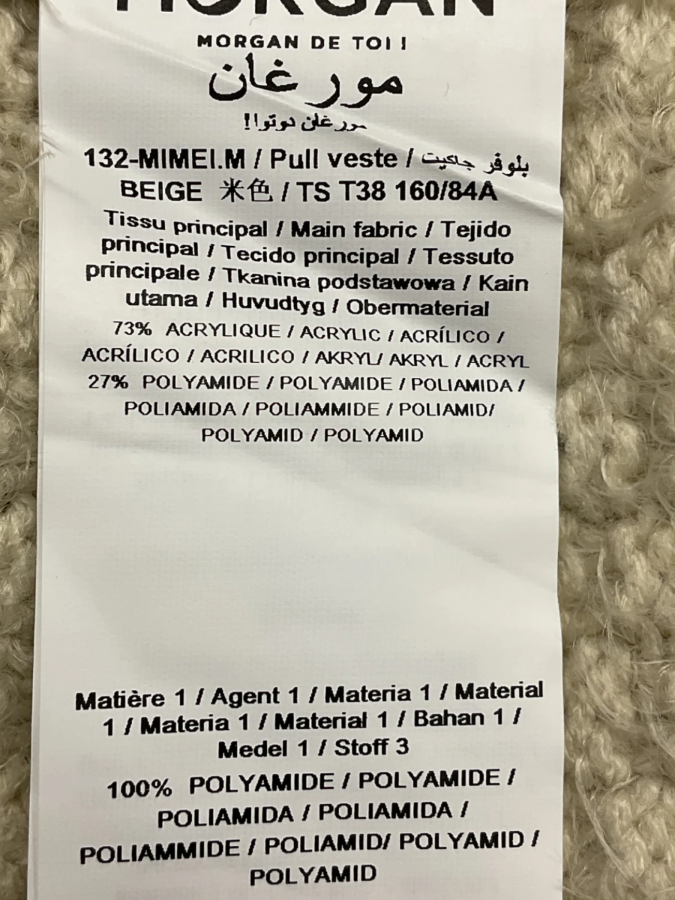 MORGAN
MORGAN DE TOI !
مورغان
مورغان دوتوا!!
132-MIMEI.M / Pull veste / بلوفر جاكيت
BEIGE 米色 / TS T38 160/84A
Tissu principal / Main fabric / Tejido
principal / Tecido principal / Tessuto
principale / Tkanina podstawowa / Kain
utama / Huvudtyg / Obermaterial
73% ACRYLIQUE / ACRYLIC / ACRÍLICO /
ACRÍLICO / ACRILICO / AKRYL/ AKRYL / ACRYL
27% POLYAMIDE / POLYAMIDE / POLIAMIDA /
POLIAMIDA / POLIAMMIDE / POLIAMID/
POLYAMID / POLYAMID
Matière 1 / Agent 1 / Materia 1 / Material
1 / Materia 1 / Material 1 / Bahan 1 /
Medel 1 / Stoff 3
100% POLYAMIDE / POLYAMIDE /
POLIAMIDA / POLIAMIDA /
POLIAMMIDE / POLIAMID/ POLYAMID /
POLYAMID